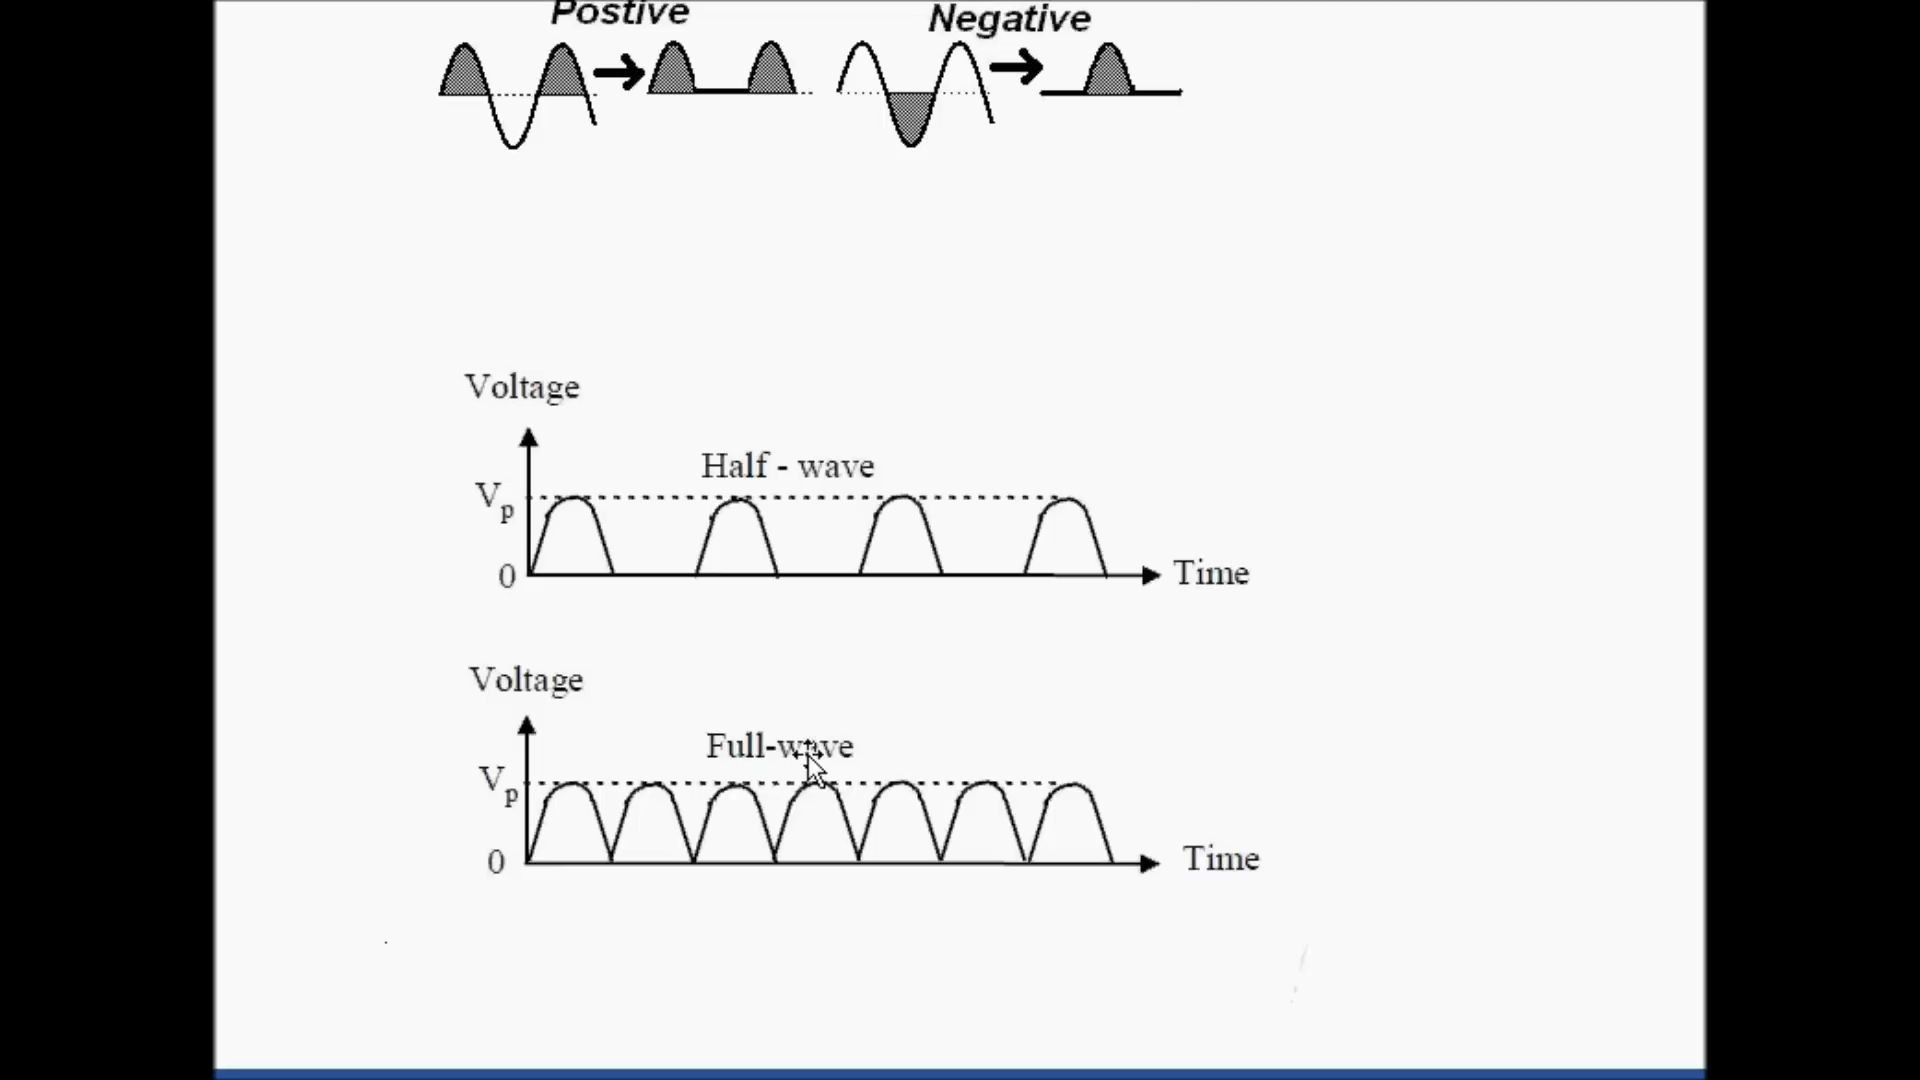 Postive
Negative
Voltage
Half - wave
Vp
0
Time
Voltage
Full-wave
Vp
0
Time